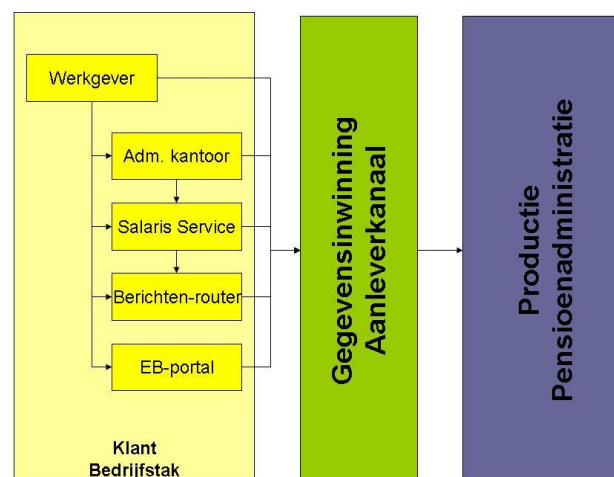 Werkgever
Adm. kantoor
Salaris Service
Berichten-router
EB-portal
Klant
Bedrijfstak
Gegevensinwinning
Aanleverkanaal
Productie
Pensioenadministratie